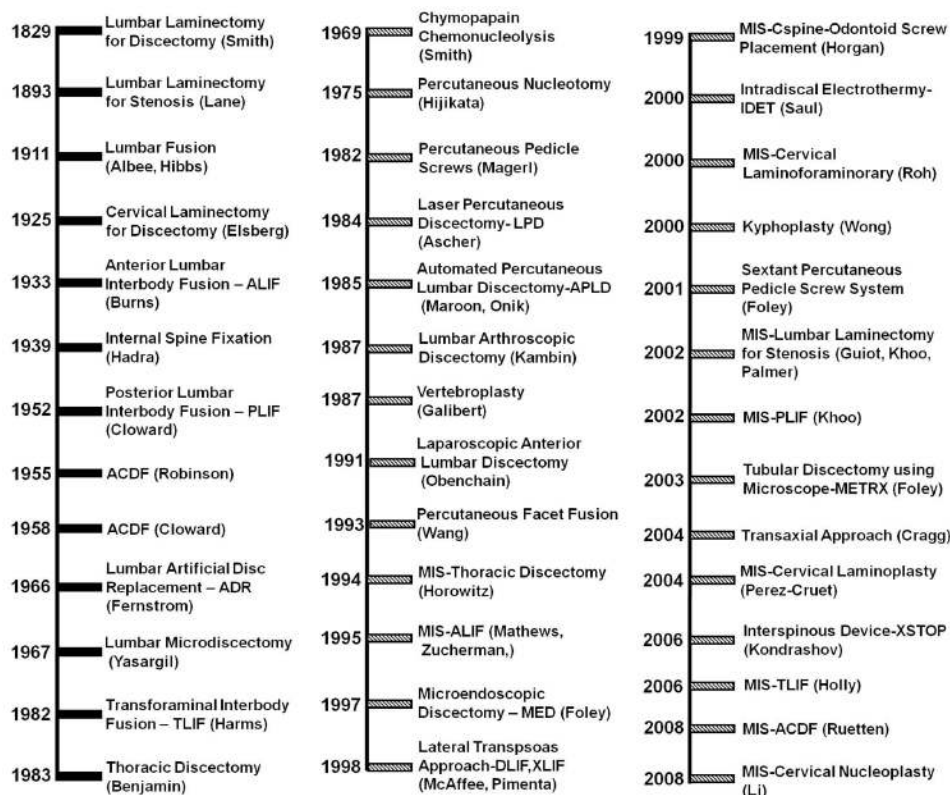 1829 Lumbar Laminectomy
for Discectomy (Smith)
1893 Lumbar Laminectomy
for Stenosis (Lane)
1911 Lumbar Fusion
(Albee, Hibbs)
1925 Cervical Laminectomy
for Discectomy (Elsberg)
1933 Anterior Lumbar
Interbody Fusion – ALIF
(Burns)
1939 Internal Spine Fixation
(Hadra)
1952 Posterior Lumbar
Interbody Fusion – PLIF
(Cloward)
1955 ACDF (Robinson)
1958 ACDF (Cloward)
1966 Lumbar Artificial Disc
Replacement – ADR
(Fernstrom)
1967 Lumbar Microdiscectomy
(Yasargil)
1982 Transforaminal Interbody
Fusion – TLIF (Harms)
1983 Thoracic Discectomy
(Benjamin)
1969 Chymopapain
Chemonucleolysis
(Smith)
1975 Percutaneous Nucleotomy
(Hijikata)
1982 Percutaneous Pedicle
Screws (Magerl)
1984 Laser Percutaneous
Discectomy- LPD
(Ascher)
1985 Automated Percutaneous
Lumbar Discectomy-APLD
(Maroon, Onik)
1987 Lumbar Arthroscopic
Discectomy (Kambin)
1987 Vertebroplasty
(Galibert)
1991 Laparoscopic Anterior
Lumbar Discectomy
(Obenchain)
1993 Percutaneous Facet Fusion
(Wang)
1994 MIS-Thoracic Discectomy
(Horowitz)
1995 MIS-ALIF (Mathews,
Zucherman,)
1997 Microendoscopic
Discectomy – MED (Foley)
1998 Lateral Transpsoas
Approach-DLIF,XLIF
(McAffee, Pimenta)
1999 MIS-Cspine-Odontoid Screw
Placement (Horgan)
2000 Intradiscal Electrothermy-
IDET (Saul)
2000 MIS-Cervical
Laminoforaminorary (Roh)
2000 Kyphoplasty (Wong)
2001 Sextant Percutaneous
Pedicle Screw System
(Foley)
2002 MIS-Lumbar Laminectomy
for Stenosis (Guiot, Khoo,
Palmer)
2002 MIS-PLIF (Khoo)
2003 Tubular Discectomy using
Microscope-METRX (Foley)
2004 Transaxial Approach (Cragg)
2004 MIS-Cervical Laminoplasty
(Perez-Cruet)
2006 Interspinous Device-XSTOP
(Kondrashov)
2006 MIS-TLIF (Holly)
2008 MIS-ACDF (Ruetten)
2008 MIS-Cervical Nucleoplasty
(Li)